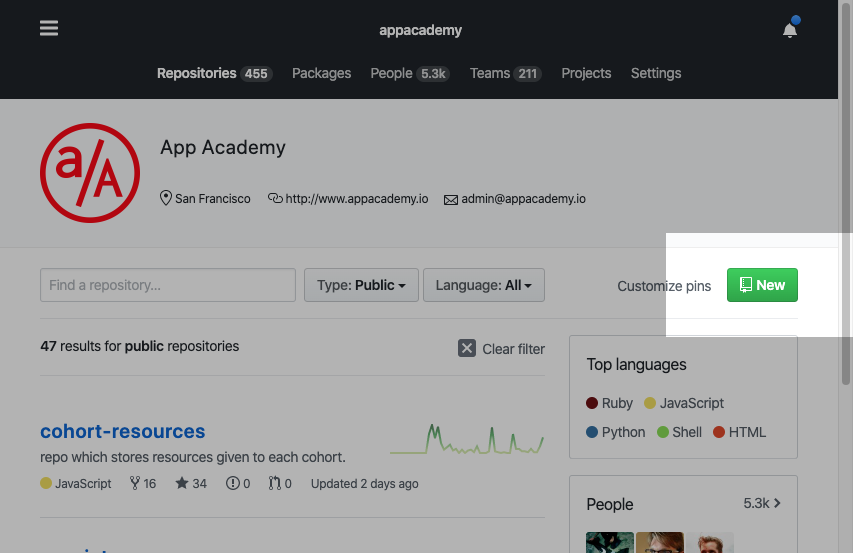 appacademy
Repositories 455 Packages People 5.3k Teams 211 Projects Settings
a/A
App Academy
San Francisco http://www.appacademy.io admin@appacademy.io
Find a repository... Type: Public Language: All Customize pins New
47 results for public repositories Clear filter
Top languages
Ruby JavaScript
Python Shell HTML
cohort-resources
repo which stores resources given to each cohort.
JavaScript 16 34 0 0 Updated 2 days ago
People 5.3k